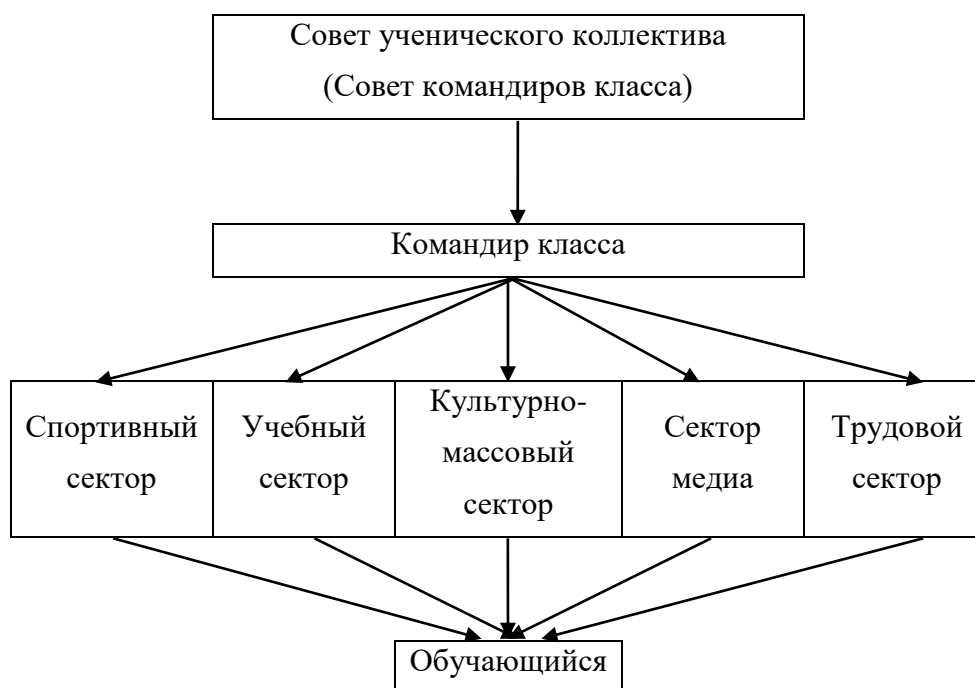 Совет ученического коллектива
(Совет командиров класса)
Командир класса
Спортивный
сектор
Учебный
сектор
Культурно-
массовый
сектор
Сектор
медиа
Трудовой
сектор
Обучающийся